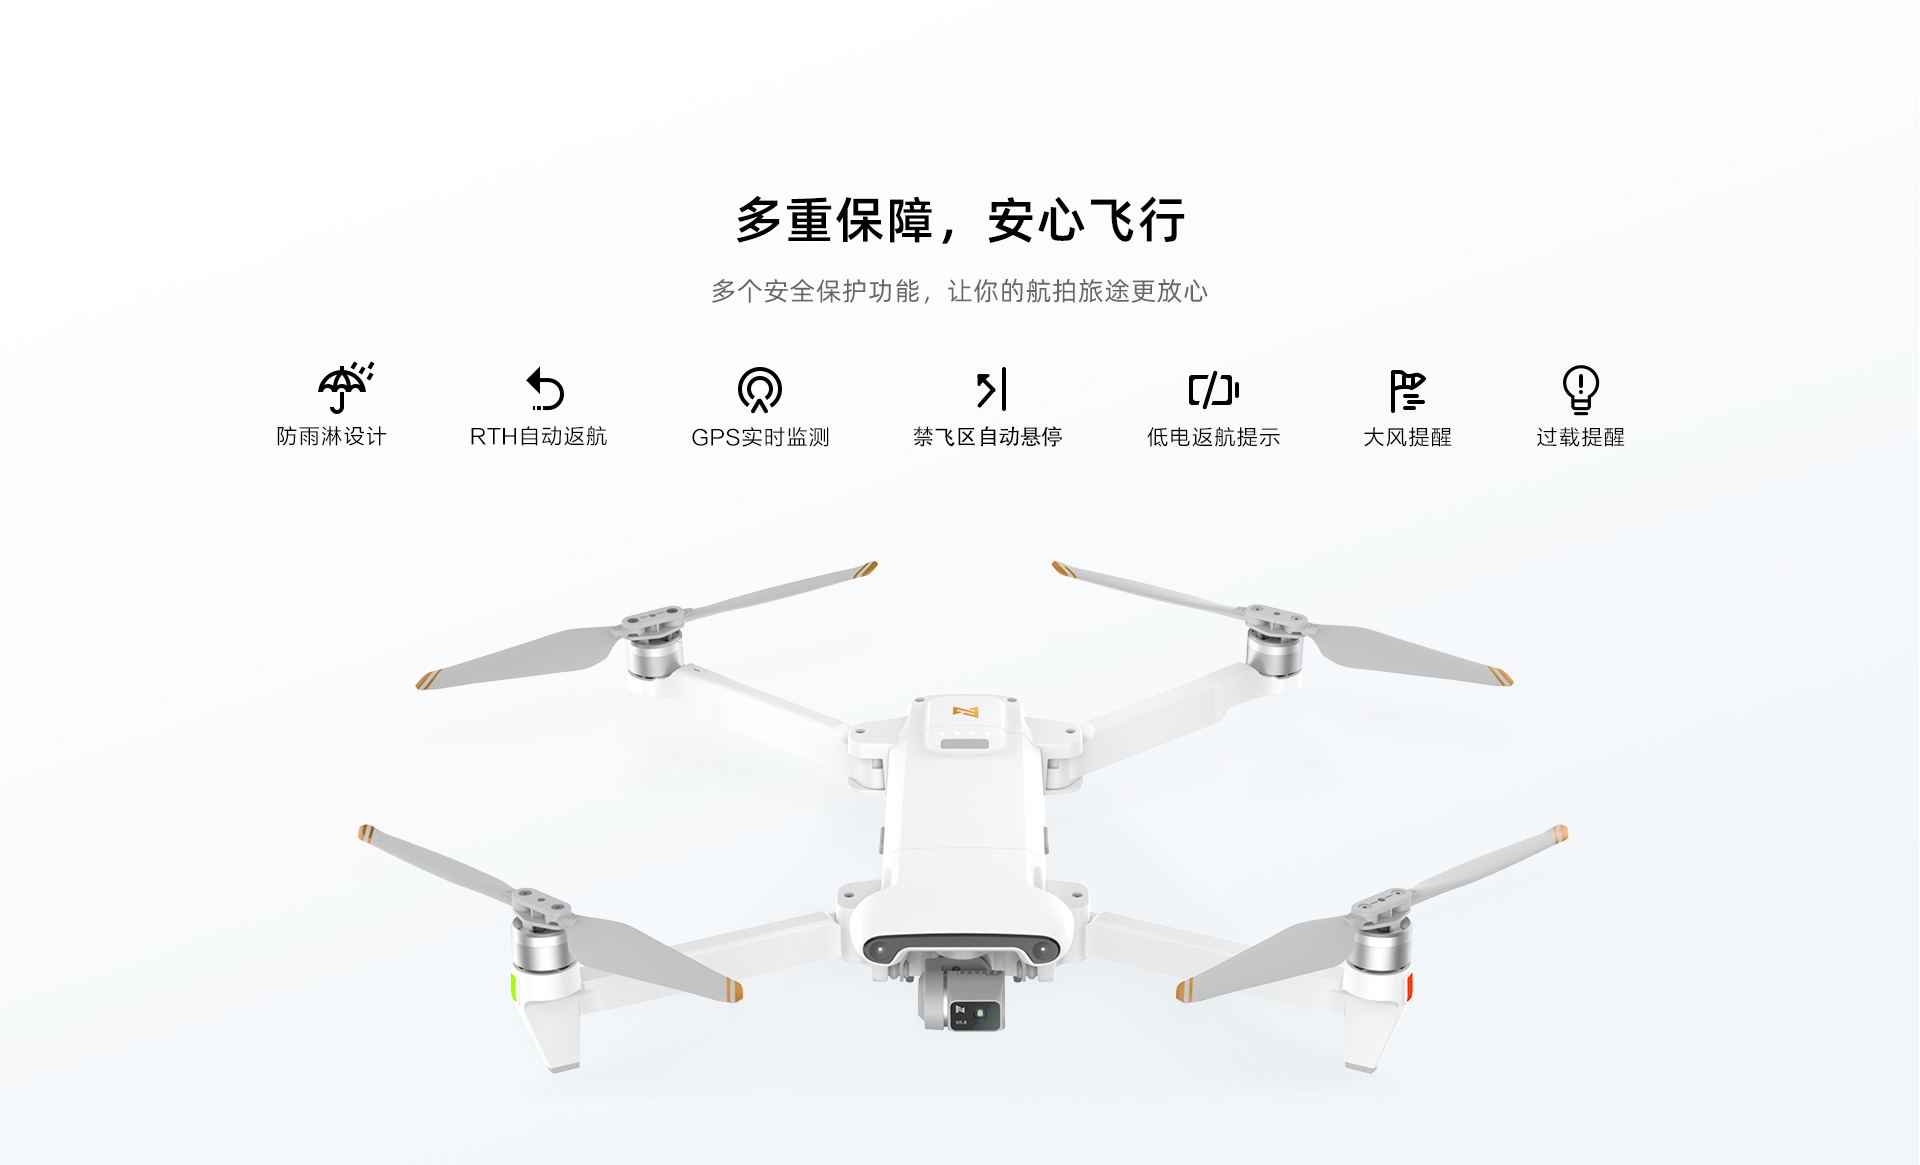 多重保障，安心飞行
多个安全保护功能，让你的航拍旅途更放心
防雨淋设计
RTH自动返航
GPS实时监测
禁飞区自动悬停
低电返航提示
大风提醒
过载提醒